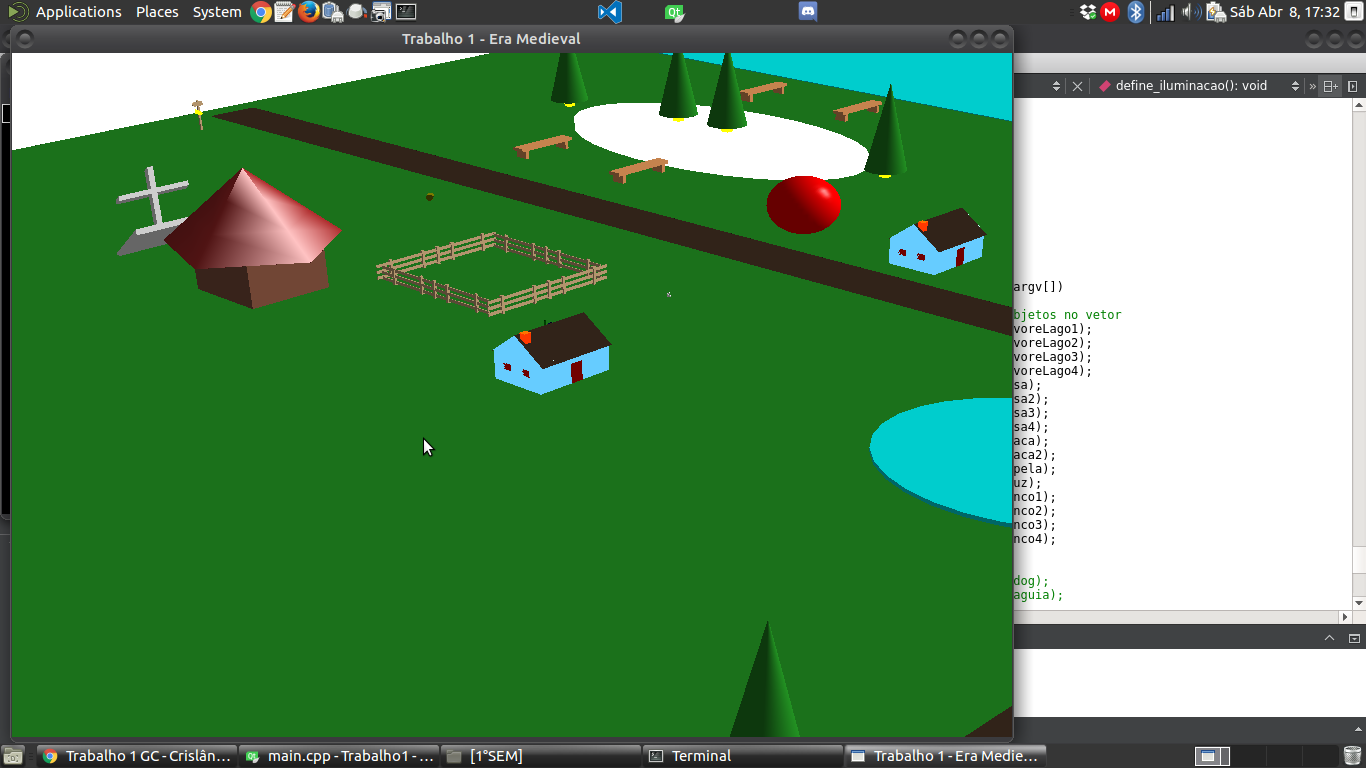 Applications Places System
Sáb Abr 8, 17:32
Trabalho 1 - Era Medieval
define_iluminacao(): void
»
argv[])
bjetos no vetor
voreLago1);
voreLago2);
voreLago3);
voreLago4);
sa);
sa2);
sa3);
sa4);
aca);
aca2);
pela);
uz);
nco1);
nco2);
nco3);
nco4);
dog);
aguia);
Trabalho 1 GC - Crislân...
main.cpp - Trabalho1 - ...
[1°SEM]
Terminal
Trabalho 1 - Era Medie...